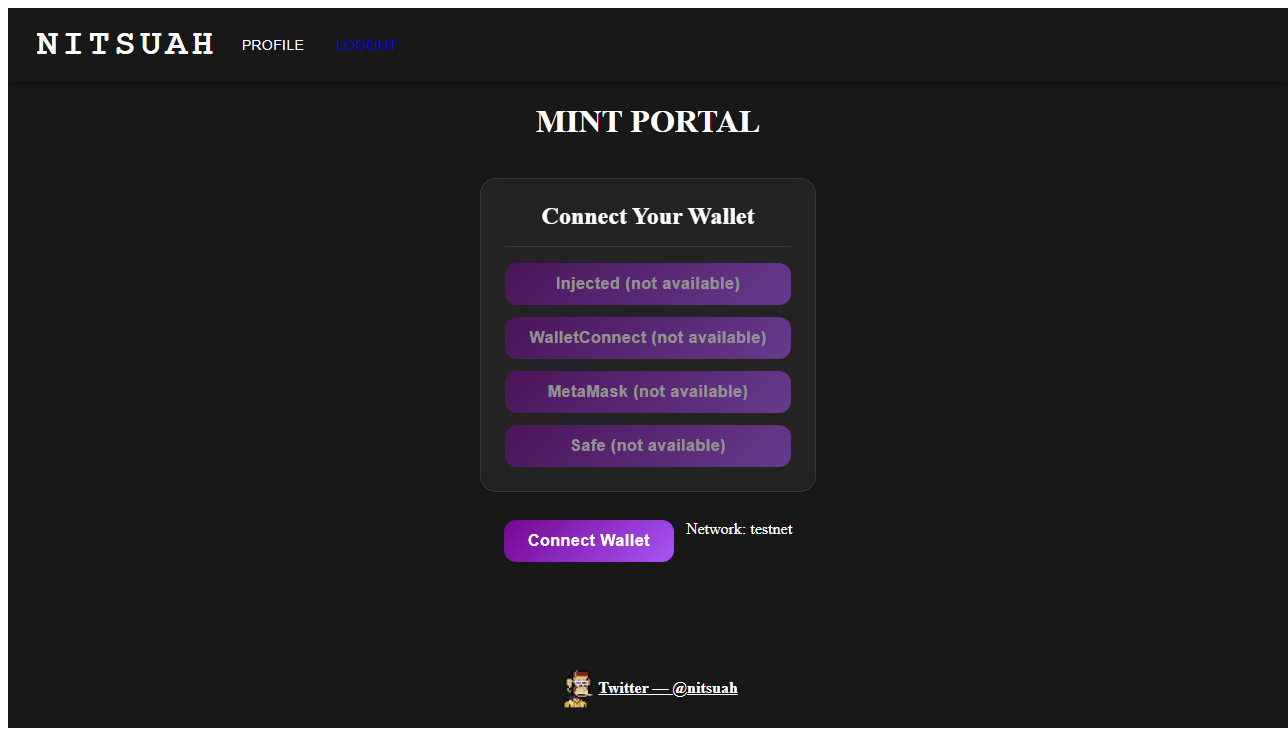 NITSUAH PROFILE LOGOUT
MINT PORTAL
Connect Your Wallet
Injected (not available)
WalletConnect (not available)
MetaMask (not available)
Safe (not available)
Connect Wallet Network: testnet
Twitter — @nitsuah